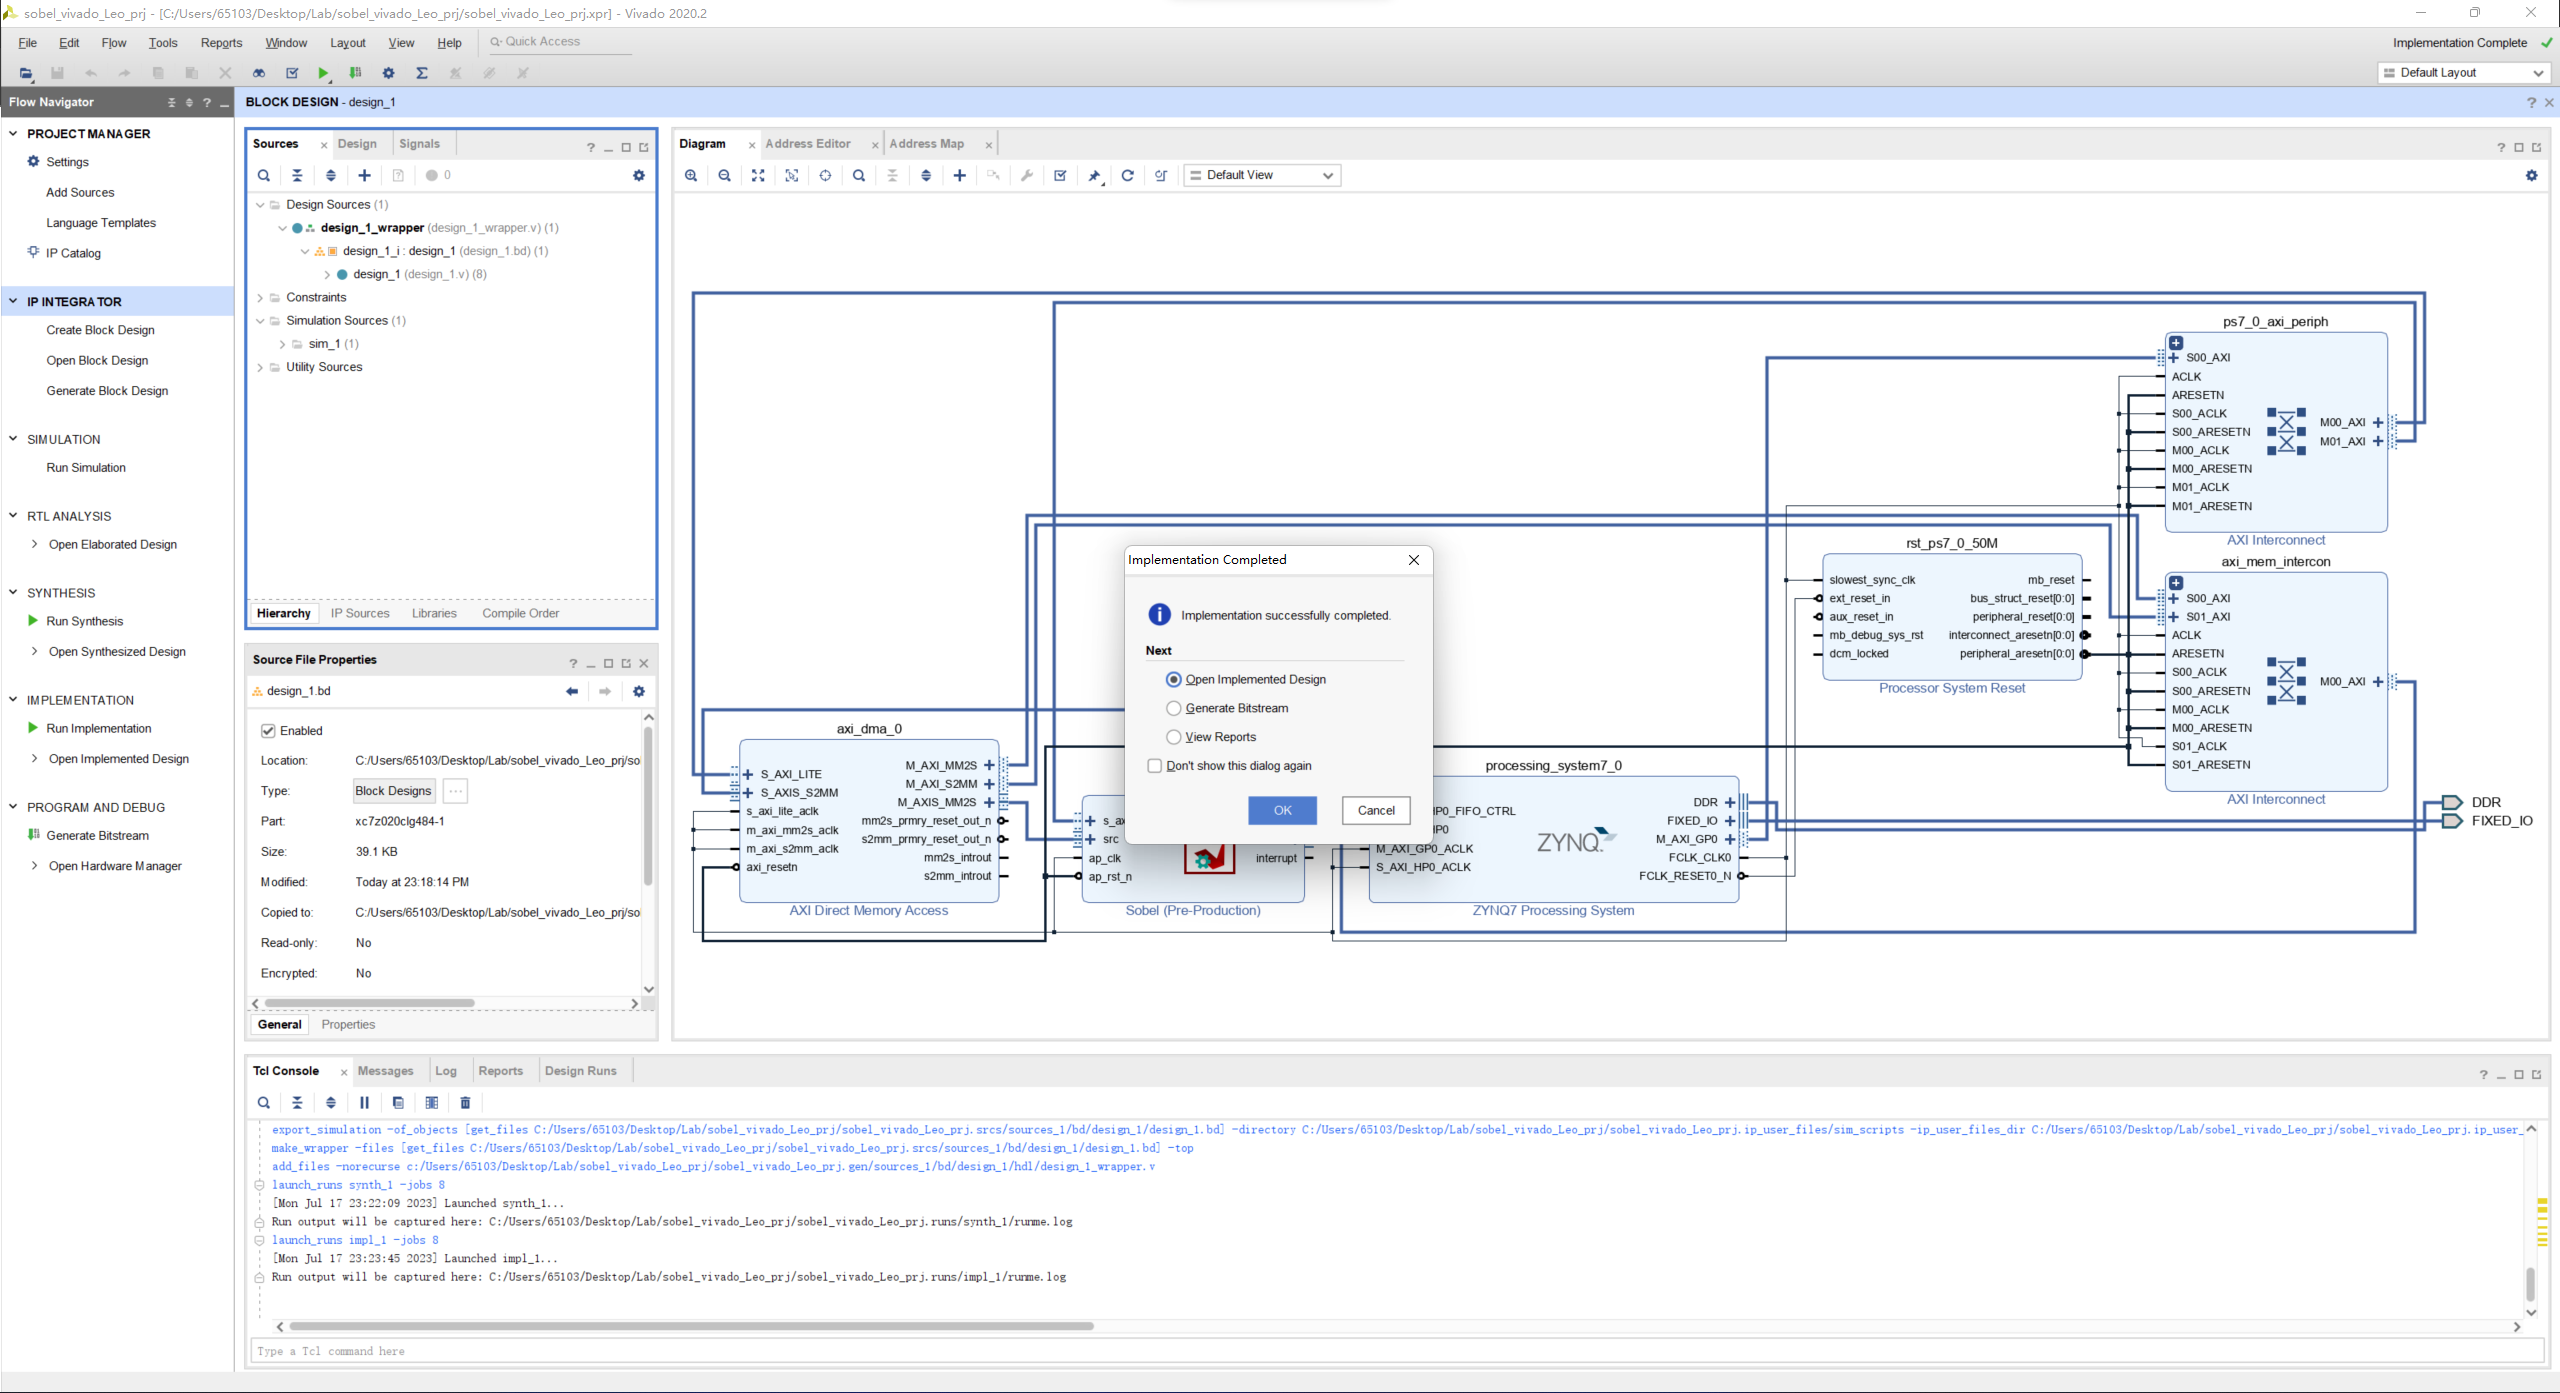 sobel_vivado_Leo_prj - [C:/Users/65103/Desktop/Lab/sobel_vivado_Leo_prj/sobel_vivado_Leo_prj.xpr] - Vivado 2020.2
File Edit Flow Tools Reports Window Layout View Help Quick Access
Implementation Complete
Default Layout
Flow Navigator
PROJECT MANAGER
Settings
Add Sources
Language Templates
IP Catalog
IP INTEGRATOR
Create Block Design
Open Block Design
Generate Block Design
SIMULATION
Run Simulation
RTL ANALYSIS
Open Elaborated Design
SYNTHESIS
Run Synthesis
Open Synthesized Design
IMPLEMENTATION
Run Implementation
Open Implemented Design
PROGRAM AND DEBUG
Generate Bitstream
Open Hardware Manager
BLOCK DESIGN - design_1
Sources Design Signals
0
Design Sources (1)
design_1_wrapper (design_1_wrapper.v) (1)
design_1_i : design_1 (design_1.bd) (1)
design_1 (design_1.v) (8)
Constraints
Simulation Sources (1)
sim_1 (1)
Utility Sources
Hierarchy IP Sources Libraries Compile Order
Source File Properties
design_1.bd
Enabled
Location: C:/Users/65103/Desktop/Lab/sobel_vivado_Leo_prj/so
Type: Block Designs ...
Part: xc7z020clg484-1
Size: 39.1 KB
Modified: Today at 23:18:14 PM
Copied to: C:/Users/65103/Desktop/Lab/sobel_vivado_Leo_prj/so
Read-only: No
Encrypted: No
General Properties
Diagram Address Editor Address Map
Default View
ps7_0_axi_periph
S00_AXI
ACLK
ARESETN
S00_ACLK
S00_ARESETN
M00_ACLK
M00_ARESETN
M01_ACLK
M01_ARESETN
M00_AXI
M01_AXI
AXI Interconnect
rst_ps7_0_50M
slowest_sync_clk
ext_reset_in
aux_reset_in
mb_debug_sys_rst
dcm_locked
mb_reset
bus_struct_reset[0:0]
peripheral_reset[0:0]
interconnect_aresetn[0:0]
peripheral_aresetn[0:0]
Processor System Reset
axi_mem_intercon
S00_AXI
S01_AXI
ACLK
ARESETN
S00_ACLK
S00_ARESETN
M00_ACLK
M00_ARESETN
S01_ACLK
S01_ARESETN
M00_AXI
AXI Interconnect
axi_dma_0
S_AXI_LITE
S_AXIS_S2MM
s_axi_lite_aclk
m_axi_mm2s_aclk
m_axi_s2mm_aclk
axi_resetn
M_AXI_MM2S
M_AXI_S2MM
M_AXIS_MM2S
mm2s_prmry_reset_out_n
s2mm_prmry_reset_out_n
mm2s_introut
s2mm_introut
AXI Direct Memory Access
s_ax
src
ap_clk
ap_rst_n
interrupt
Sobel (Pre-Production)
processing_system7_0
HP0_FIFO_CTRL
HP0
M_AXI_GP0_ACLK
S_AXI_HP0_ACLK
ZYNQ
DDR
FIXED_IO
M_AXI_GP0
FCLK_CLK0
FCLK_RESET0_N
ZYNQ7 Processing System
DDR
FIXED_IO
Implementation Completed
Implementation successfully completed.
Next
Open Implemented Design
Generate Bitstream
View Reports
Don't show this dialog again
OK Cancel
Tcl Console Messages Log Reports Design Runs
export_simulation -of_objects [get_files C:/Users/65103/Desktop/Lab/sobel_vivado_Leo_prj/sobel_vivado_Leo_prj.srcs/sources_1/bd/design_1/design_1.bd] -directory C:/Users/65103/Desktop/Lab/sobel_vivado_Leo_prj/sobel_vivado_Leo_prj.ip_user_files/sim_scripts -ip_user_files_dir C:/Users/65103/Desktop/Lab/sobel_vivado_Leo_prj/sobel_vivado_Leo_prj.ip_user_
make_wrapper -files [get_files C:/Users/65103/Desktop/Lab/sobel_vivado_Leo_prj/sobel_vivado_Leo_prj.srcs/sources_1/bd/design_1/design_1.bd] -top
add_files -norecurse c:/Users/65103/Desktop/Lab/sobel_vivado_Leo_prj/sobel_vivado_Leo_prj.gen/sources_1/bd/design_1/hdl/design_1_wrapper.v
launch_runs synth_1 -jobs 8
[Mon Jul 17 23:22:09 2023] Launched synth_1...
Run output will be captured here: C:/Users/65103/Desktop/Lab/sobel_vivado_Leo_prj/sobel_vivado_Leo_prj.runs/synth_1/runme.log
launch_runs impl_1 -jobs 8
[Mon Jul 17 23:23:45 2023] Launched impl_1...
Run output will be captured here: C:/Users/65103/Desktop/Lab/sobel_vivado_Leo_prj/sobel_vivado_Leo_prj.runs/impl_1/runme.log
Type a Tcl command here